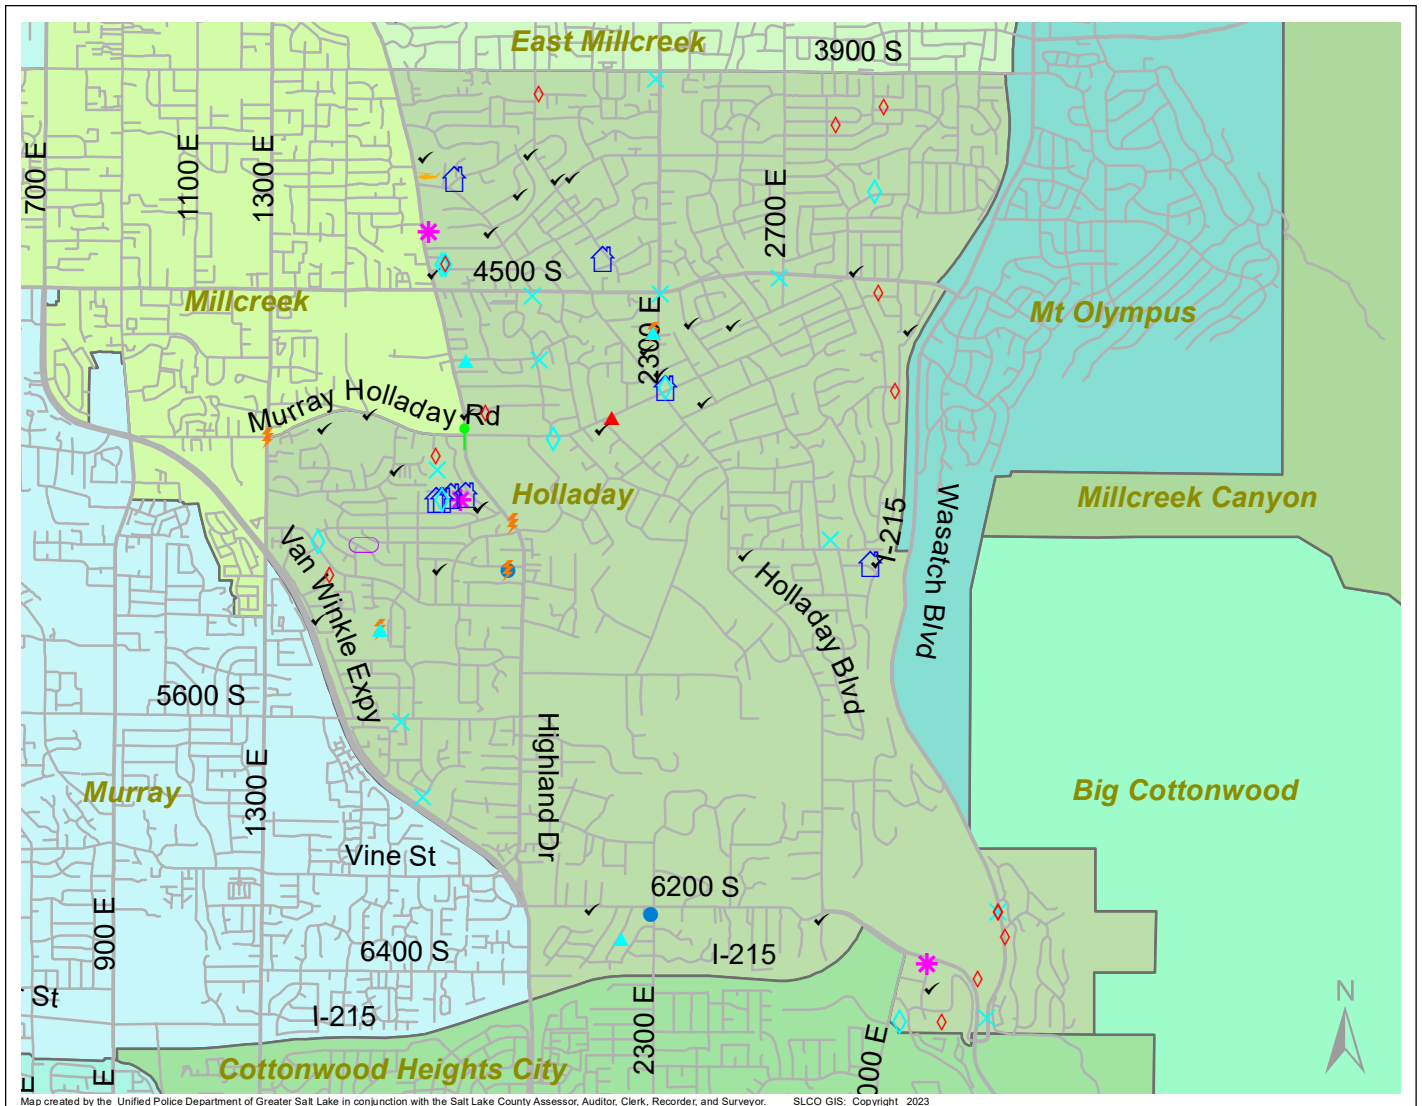 East Millcreek
3900 S
700 E
1100 E
1300 E
2700 E
4500 S
Millcreek
2300 E
Mt Olympus
Murray Holladay Rd
Holladay
Millcreek Canyon
I-215
Wasatch Blvd
Van Winkle Expy
Holladay Blvd
5600 S
Highland Dr
Murray
1300 E
Big Cottonwood
Vine St
6200 S
900 E
6400 S
I-215
St
I-215
2300 E
000 E
N
Cottonwood Heights City
E
E
Map created by the Unified Police Department of Greater Salt Lake in conjunction with the Salt Lake County Assessor, Auditor, Clerk, Recorder, and Surveyor. SLCO GIS: Copyright 2023